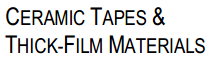 CERAMIC TAPES &
THICK-FILM MATERIALS